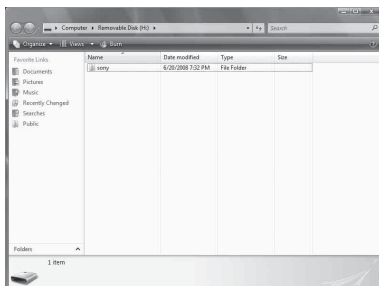 Computer ▸ Removable Disk (H:) ▸
Search
Organize Views Burn
Favorite Links
Documents
Pictures
Music
Recently Changed
Searches
Public
Name Date modified Type Size
sony 6/20/2008 7:32 PM File Folder
Folders
1 item